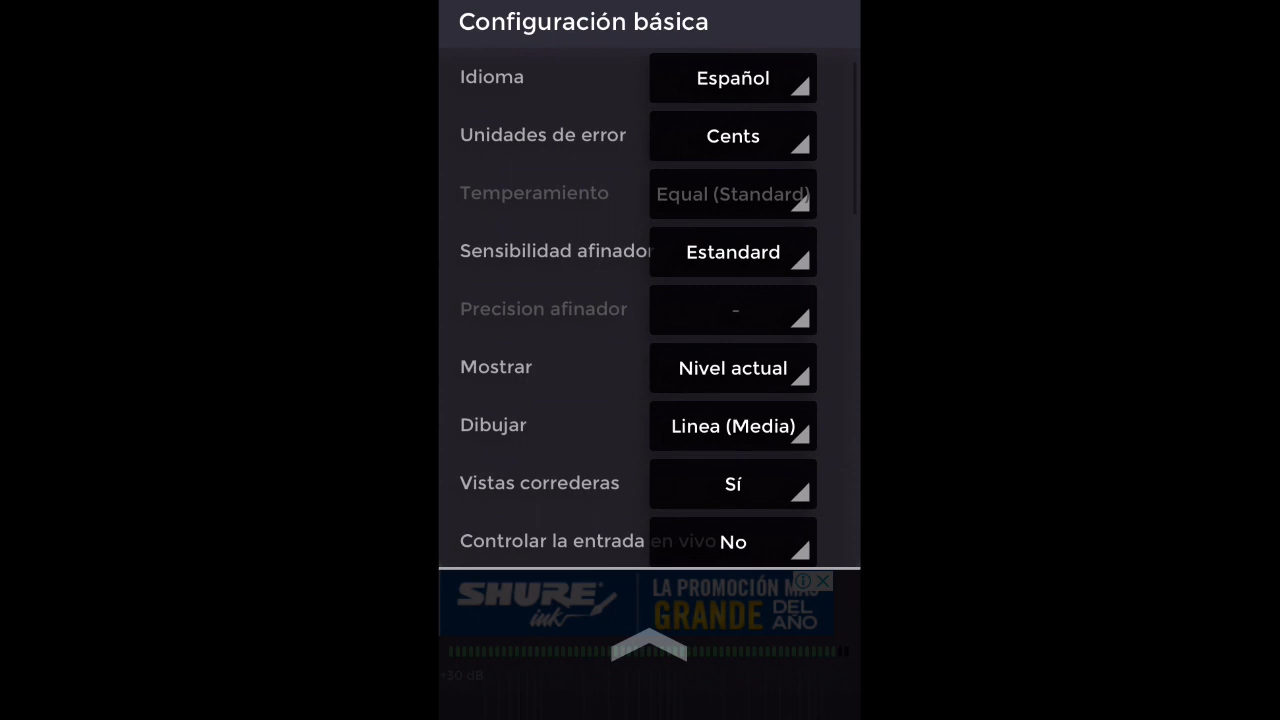 Configuración básica
Idioma
Español
Unidades de error
Cents
Temperamiento
Equal (Standard)
Sensibilidad afinador
Estandard
Precision afinador
-
Mostrar
Nivel actual
Dibujar
Linea (Media)
Vistas correderas
Sí
Controlar la entrada en vivo
No
SHURE
ink
LA PROMOCIÓN MÁS
GRANDE DEL AÑO
+30 dB